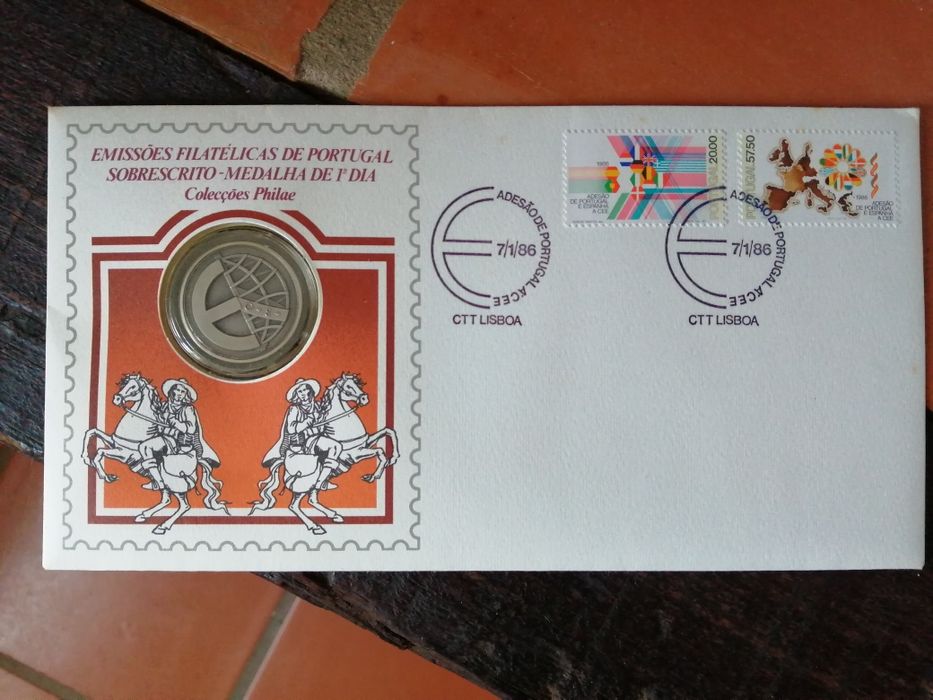 EMISSÕES FILATÉLICAS DE PORTUGAL
SOBRESCRITO-MEDALHA DE 1º DIA
Colecções Philae
1986
ADESÃO
DE PORTUGAL
E ESPANHA
A CEE
20.00
PORTUGAL 57.50
1986
ADESÃO
DE PORTUGAL
E ESPANHA
A CEE
ADESÃO DE PORTUGAL À CEE
7/1/86
CTT LISBOA
ADESÃO DE PORTUGAL À CEE
7/1/86
CTT LISBOA